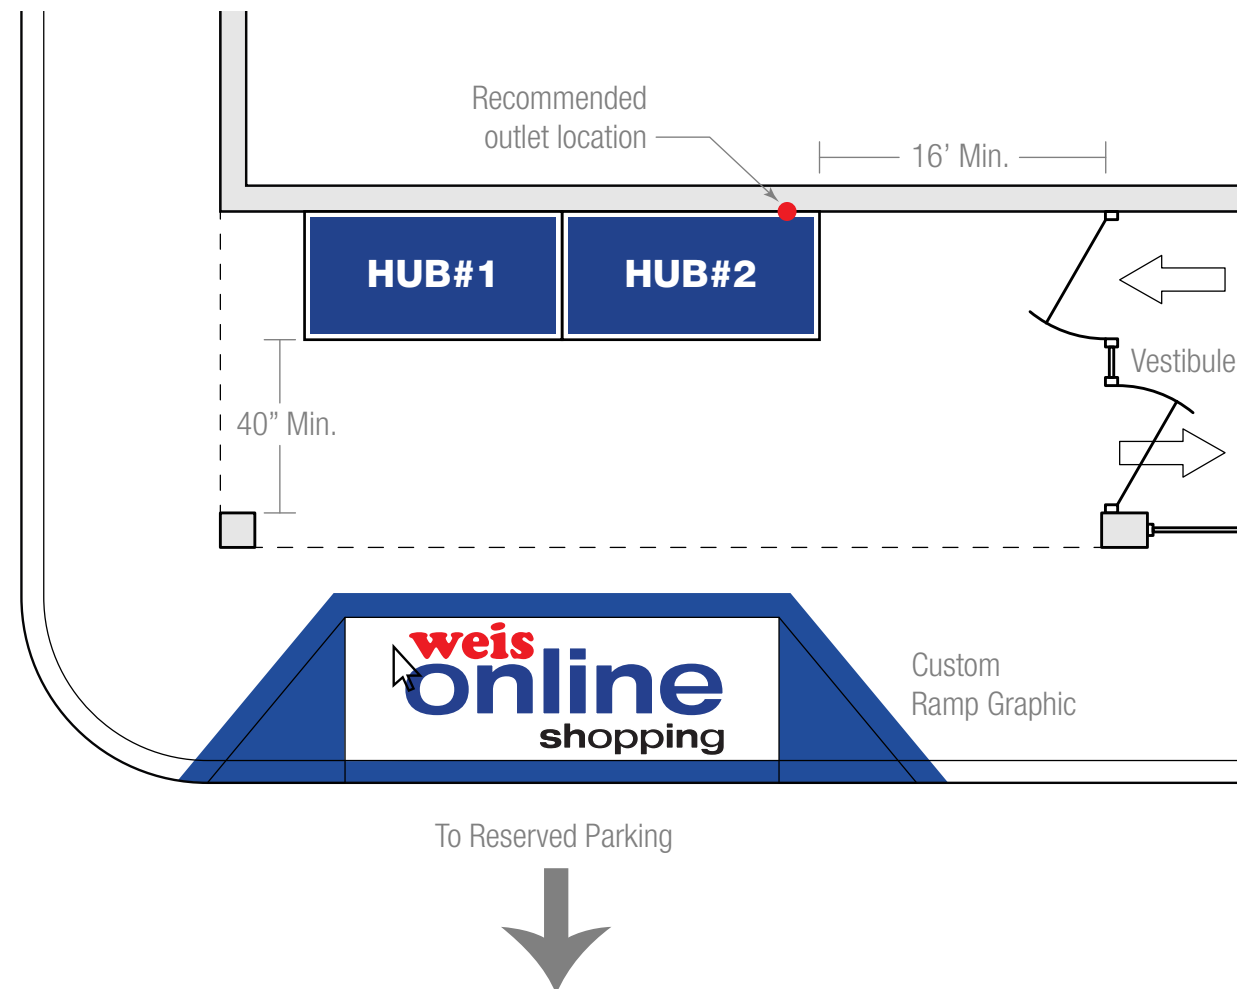 Recommended
outlet location
16’ Min.
HUB#1
HUB#2
Vestibule
40” Min.
weis
online
shopping
Custom
Ramp Graphic
To Reserved Parking